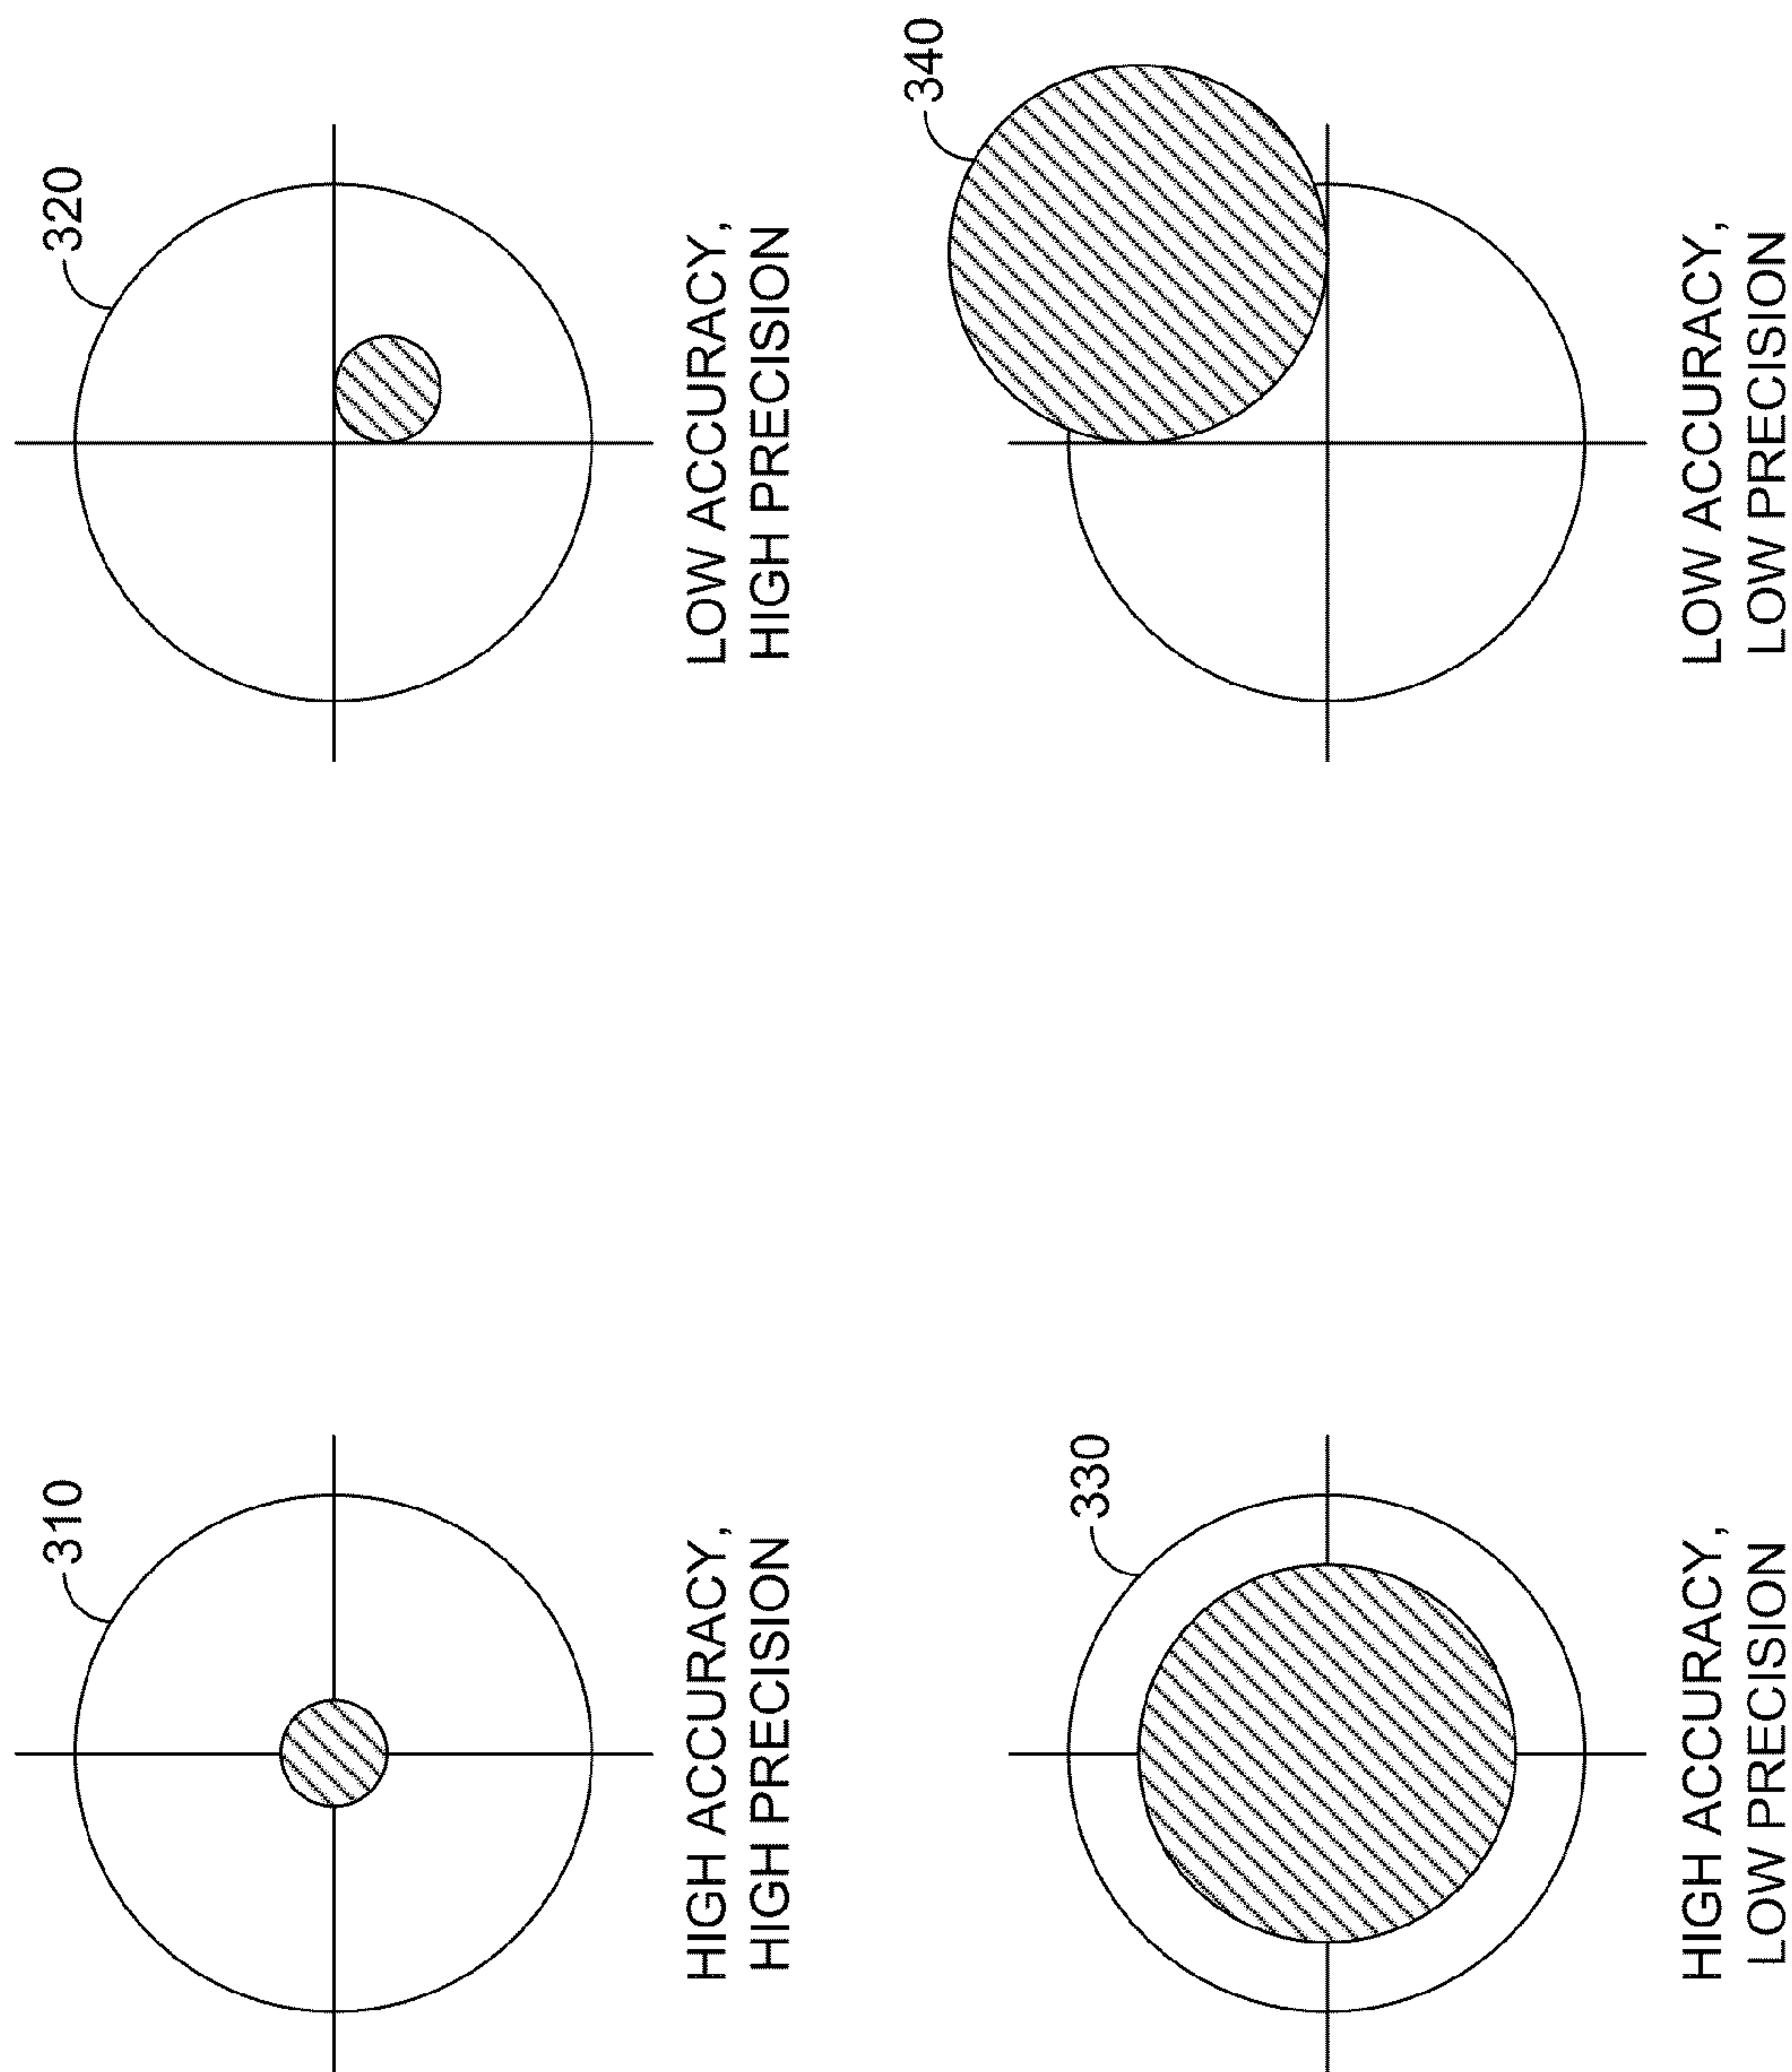 310
HIGH ACCURACY,
HIGH PRECISION
320
LOW ACCURACY,
HIGH PRECISION
330
HIGH ACCURACY,
LOW PRECISION
340
LOW ACCURACY,
LOW PRECISION